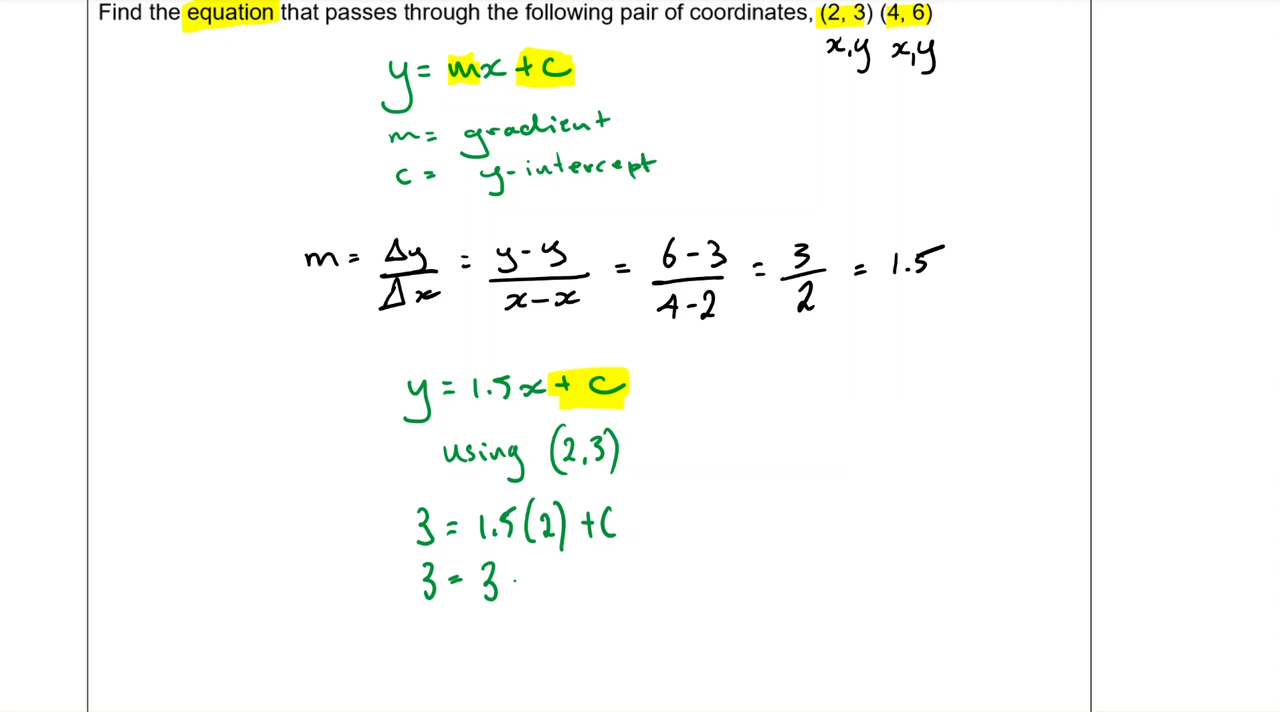 Find the equation that passes through the following pair of coordinates, (2, 3) (4, 6)
x,y x,y
y = mx + c
m = gradient
c = y-intercept
m = Δy/Δx = y-y/x-x = 6-3/4-2 = 3/2 = 1.5
y = 1.5x + c
using (2,3)
3 = 1.5(2) + c
3 = 3